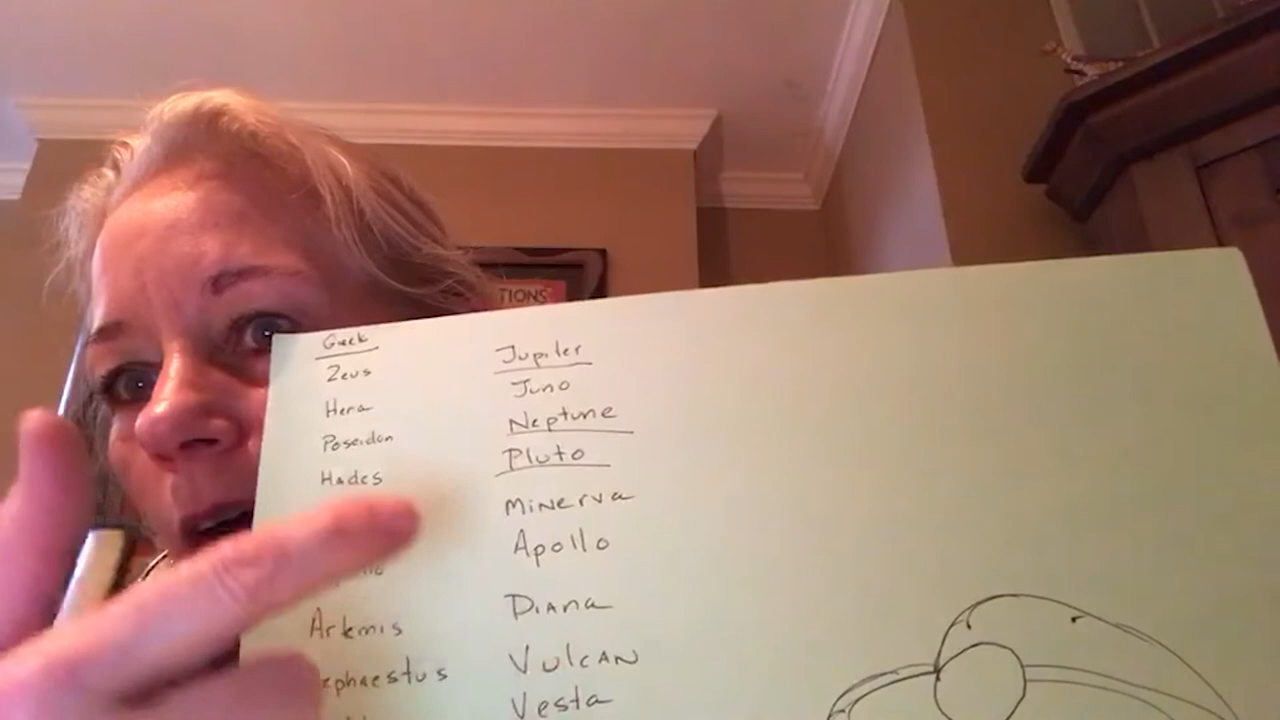 TIONS
Greek
Zeus Jupiter
Hera Juno
Poseidon Neptune
Hades Pluto
Minerva
Apollo
Artemis Diana
ephaestus Vulcan
Vesta